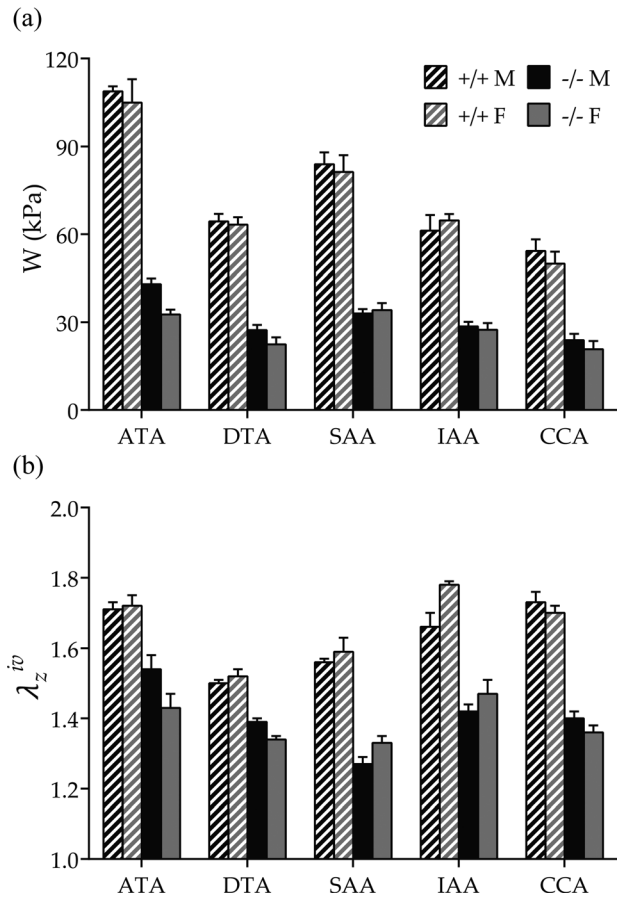 (a)
120
90
60
30
0
W (kPa)
+/+ M
-/- M
+/+ F
-/- F
ATA DTA SAA IAA CCA
(b)
2.0
1.8
1.6
1.4
1.2
1.0
λ_z^iv
ATA DTA SAA IAA CCA